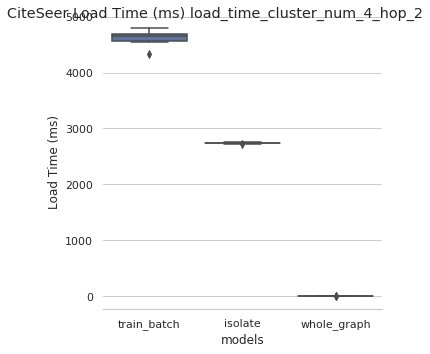 CiteSeer Load Time (ms) load_time_cluster_num_4_hop_2
5000
4000
3000
2000
1000
0
Load Time (ms)
train_batch
isolate
whole_graph
models